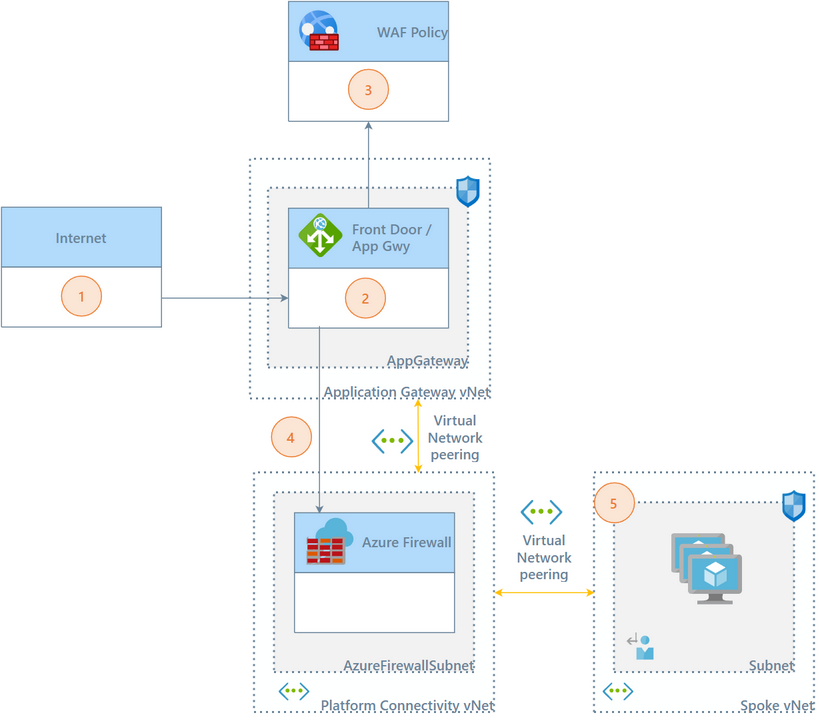 WAF Policy
3
Internet
1
Front Door /
App Gwy
2
AppGateway
Application Gateway vNet
4
Virtual
Network
peering
Azure Firewall
AzureFirewallSubnet
Platform Connectivity vNet
Virtual
Network
peering
5
Subnet
Spoke vNet